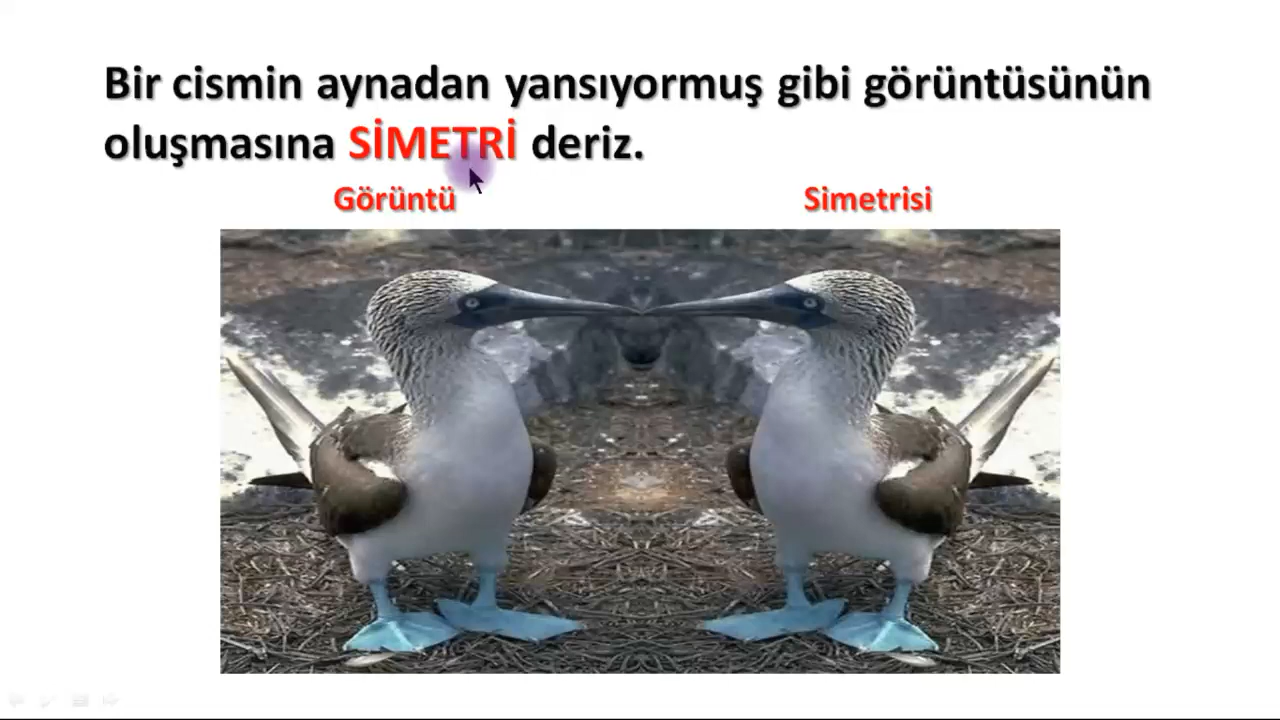 Bir cismin aynadan yansıyormuş gibi görüntüsünün
oluşmasına SİMETRİ deriz.
Görüntü Simetrisi